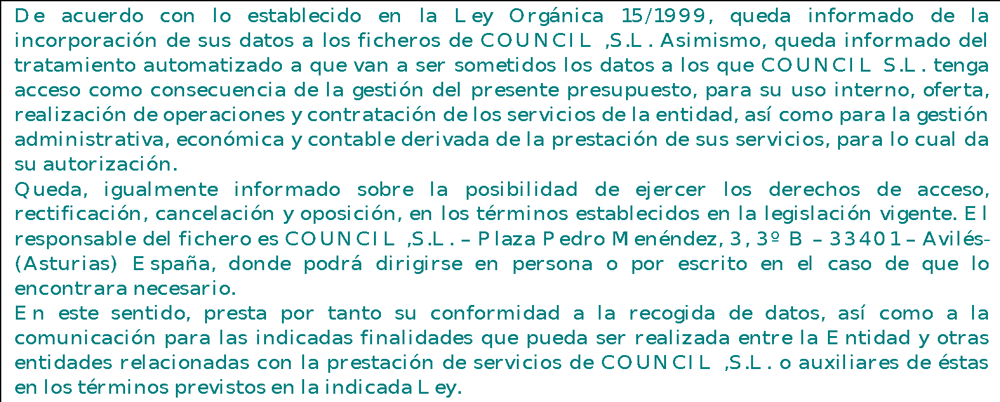 De acuerdo con lo establecido en la Ley Orgánica 15/1999, queda informado de la
incorporación de sus datos a los ficheros de COUNCIL ,S.L. Asimismo, queda informado del
tratamiento automatizado a que van a ser sometidos los datos a los que COUNCIL S.L. tenga
acceso como consecuencia de la gestión del presente presupuesto, para su uso interno, oferta,
realización de operaciones y contratación de los servicios de la entidad, así como para la gestión
administrativa, económica y contable derivada de la prestación de sus servicios, para lo cual da
su autorización.
Queda, igualmente informado sobre la posibilidad de ejercer los derechos de acceso,
rectificación, cancelación y oposición, en los términos establecidos en la legislación vigente. El
responsable del fichero es COUNCIL ,S.L. – Plaza Pedro Menéndez, 3, 3º B – 33401 – Avilés-
(Asturias) España, donde podrá dirigirse en persona o por escrito en el caso de que lo
encontrara necesario.
En este sentido, presta por tanto su conformidad a la recogida de datos, así como a la
comunicación para las indicadas finalidades que pueda ser realizada entre la Entidad y otras
entidades relacionadas con la prestación de servicios de COUNCIL ,S.L. o auxiliares de éstas
en los términos previstos en la indicada Ley.